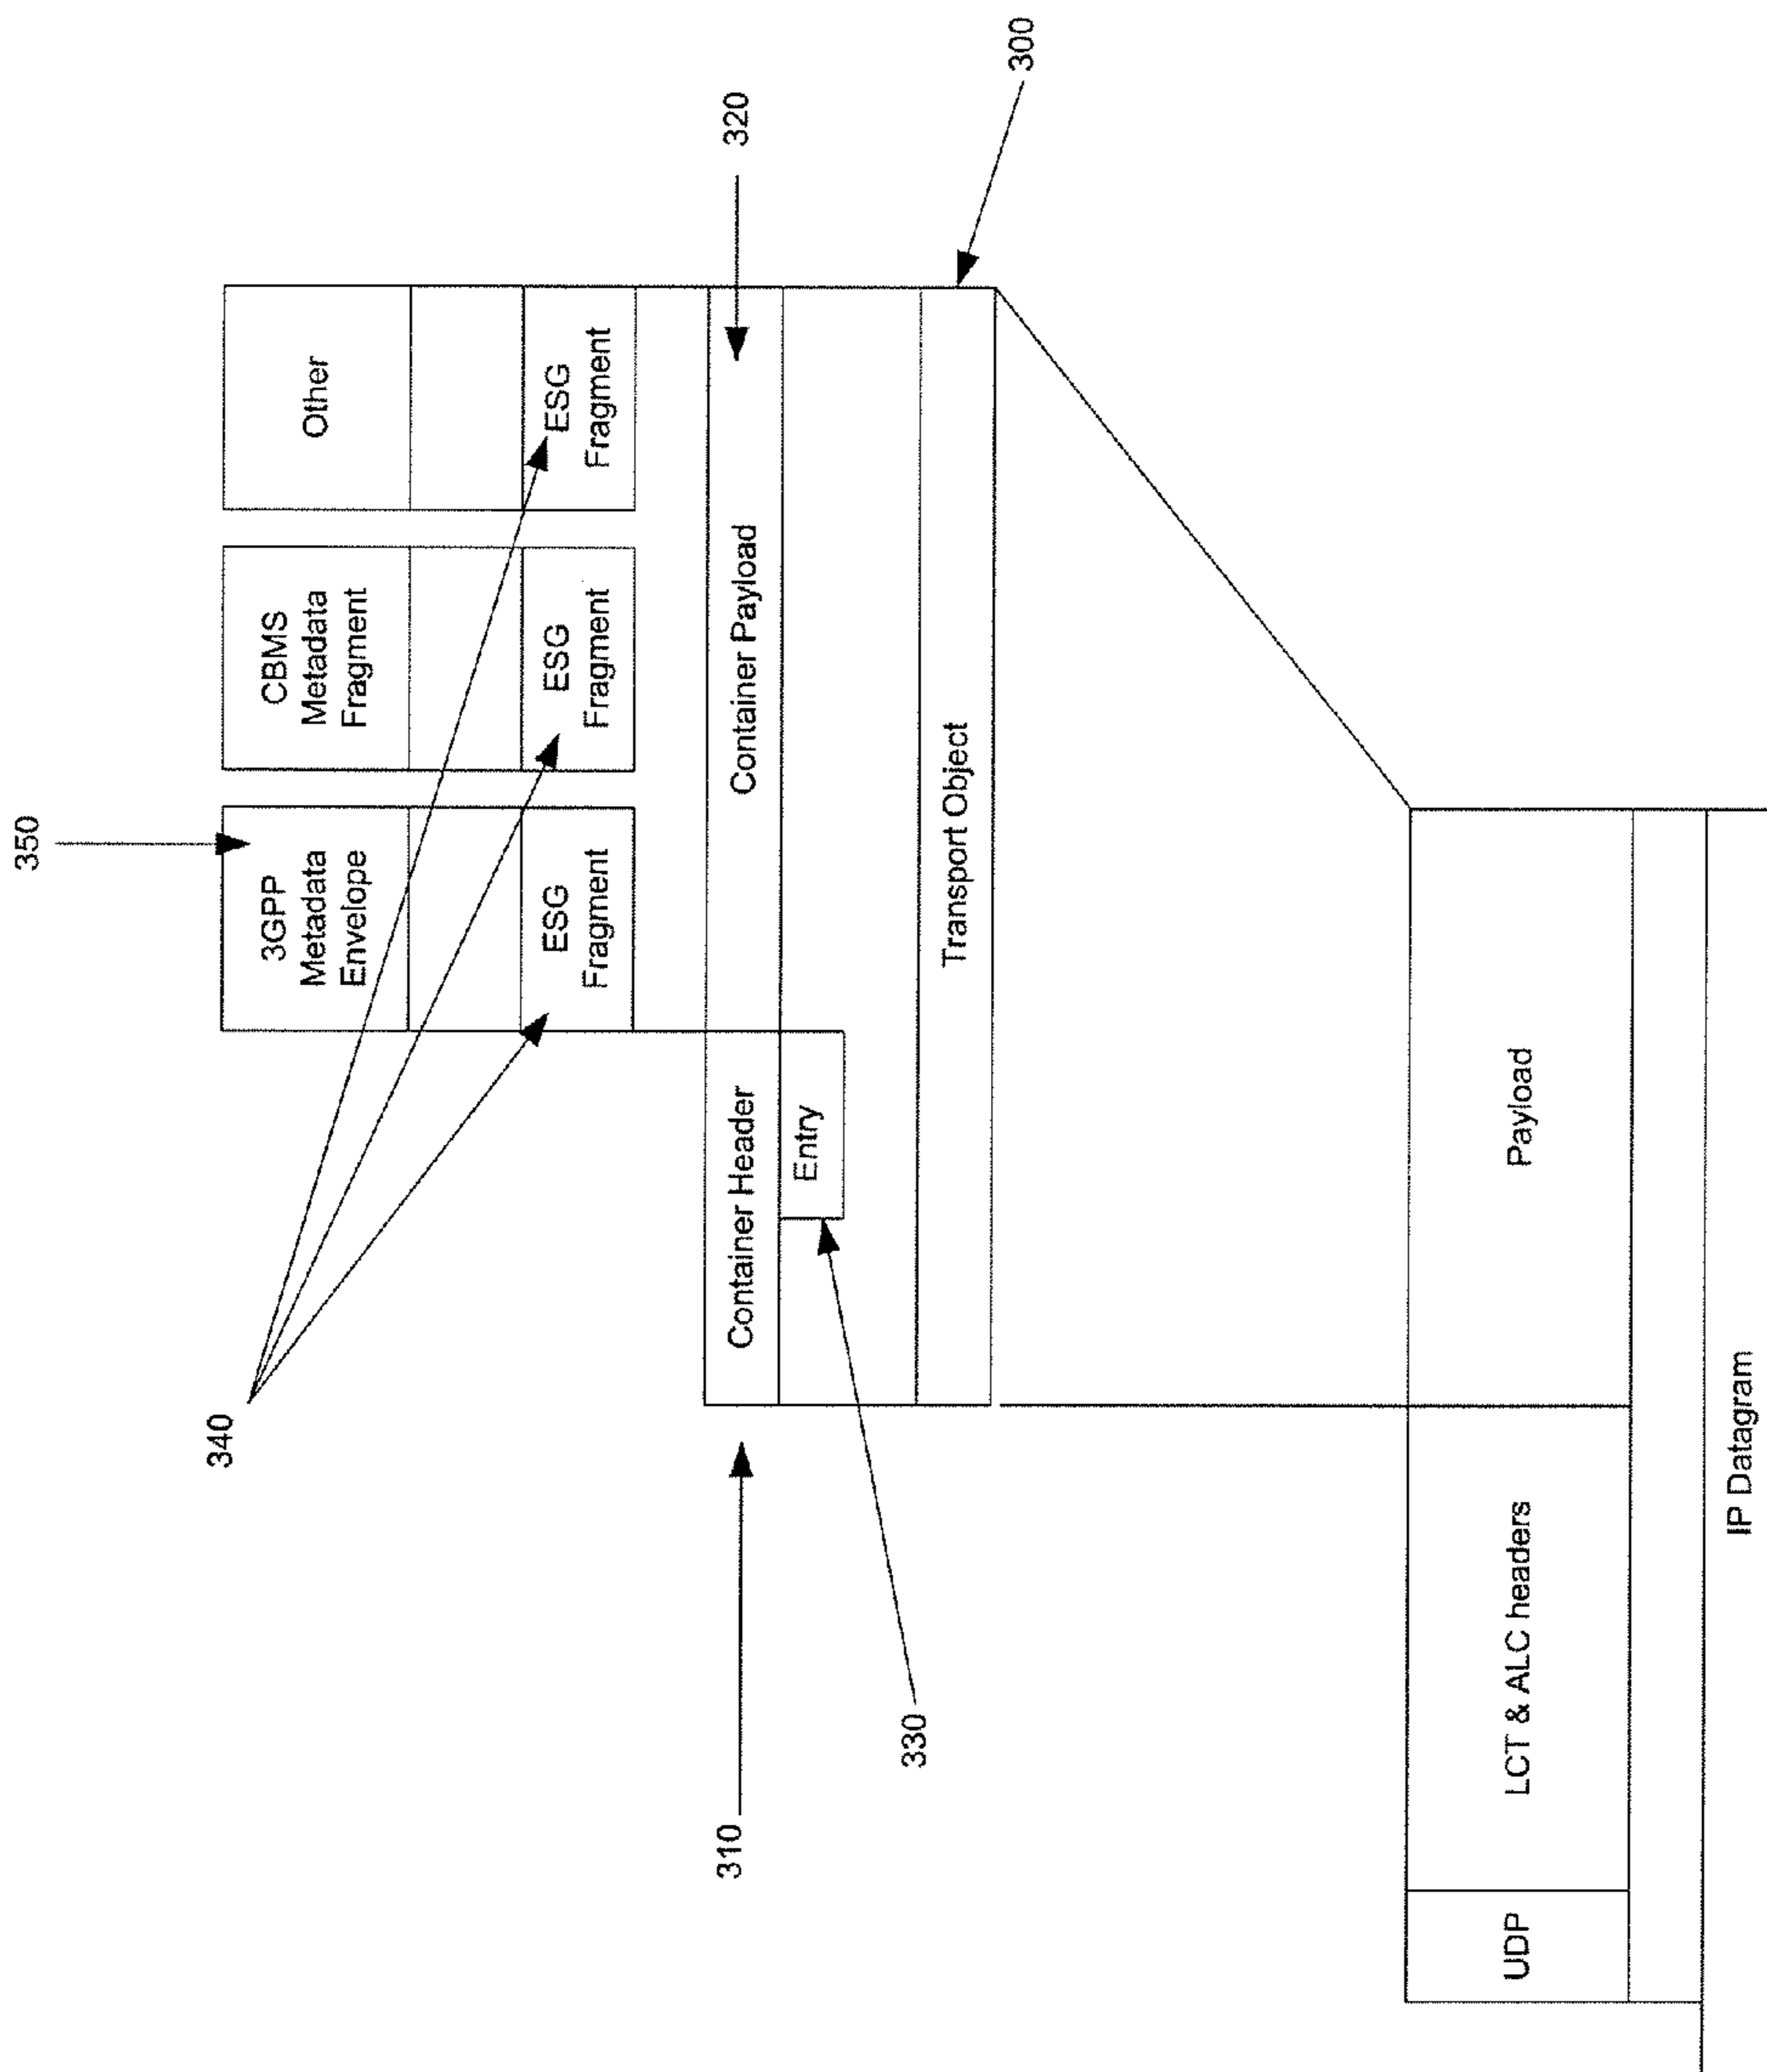 350
340
3GPP
Metadata
Envelope
CBMS
Metadata
Fragment
Other
ESG
Fragment
ESG
Fragment
ESG
Fragment
310
Container Header
Container Payload
320
Entry
330
Transport Object
300
UDP
LCT & ALC headers
Payload
IP Datagram